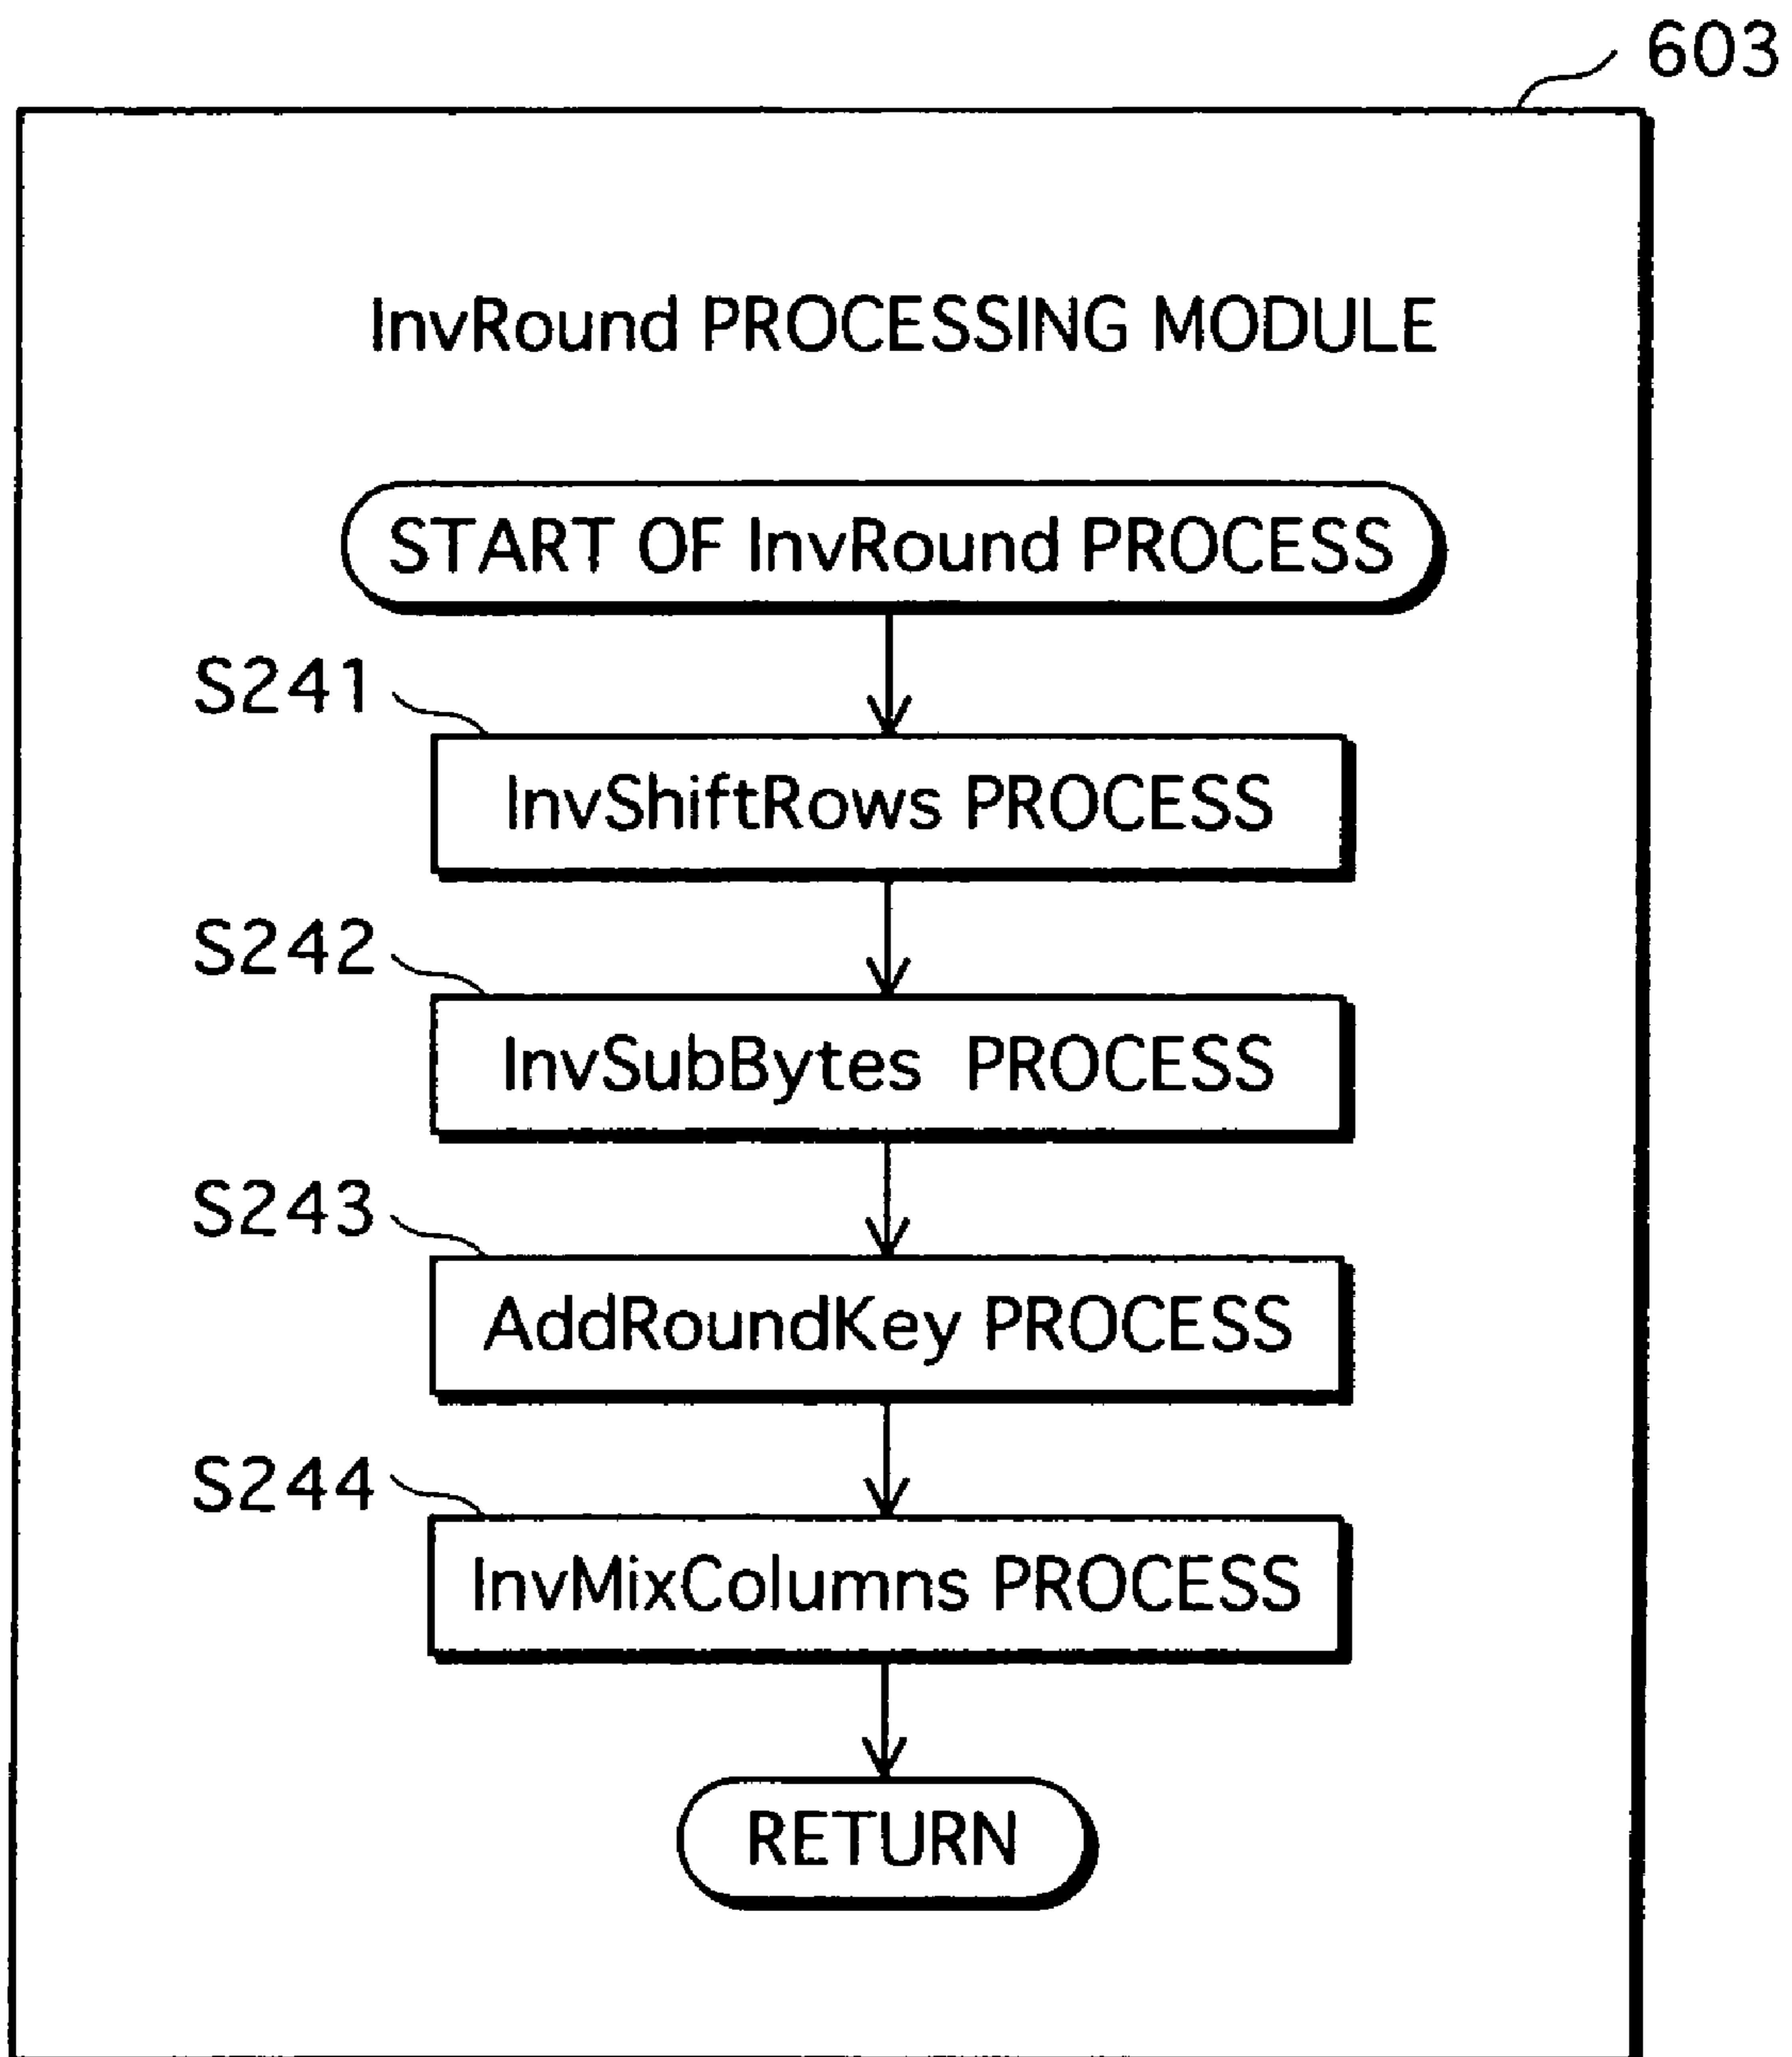 603
InvRound PROCESSING MODULE
START OF InvRound PROCESS
S241
InvShiftRows PROCESS
S242
InvSubBytes PROCESS
S243
AddRoundKey PROCESS
S244
InvMixColumns PROCESS
RETURN